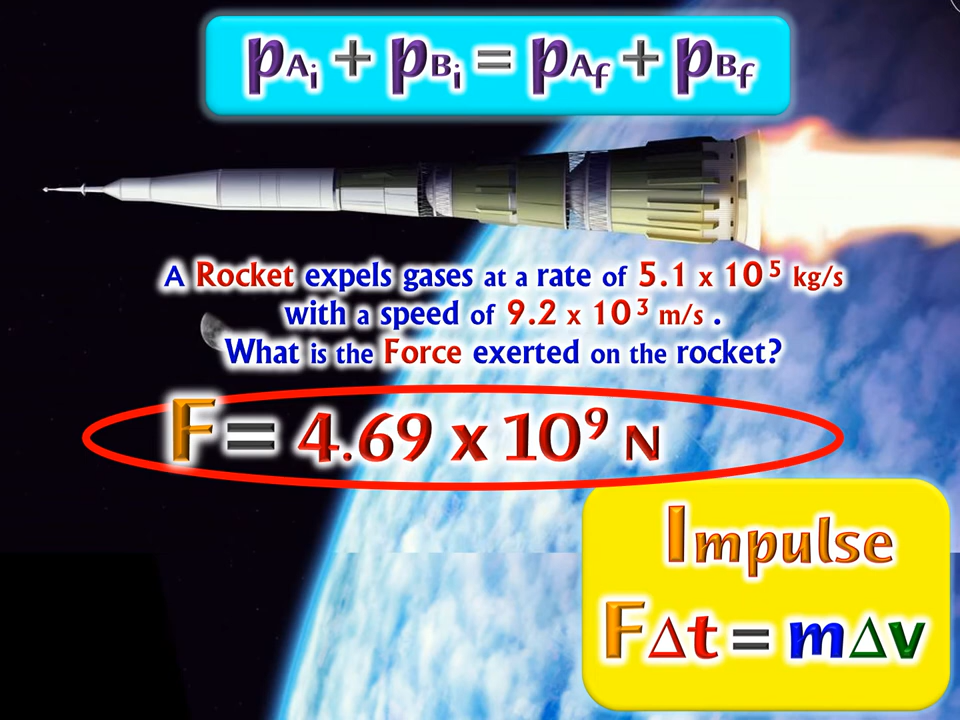 pAi + pBi = pAf + pBf
A Rocket expels gases at a rate of 5.1 x 10⁵ kg/s
with a speed of 9.2 x 10³ m/s .
What is the Force exerted on the rocket?
F = 4.69 x 10⁹ N
Impulse
FΔt = mΔv